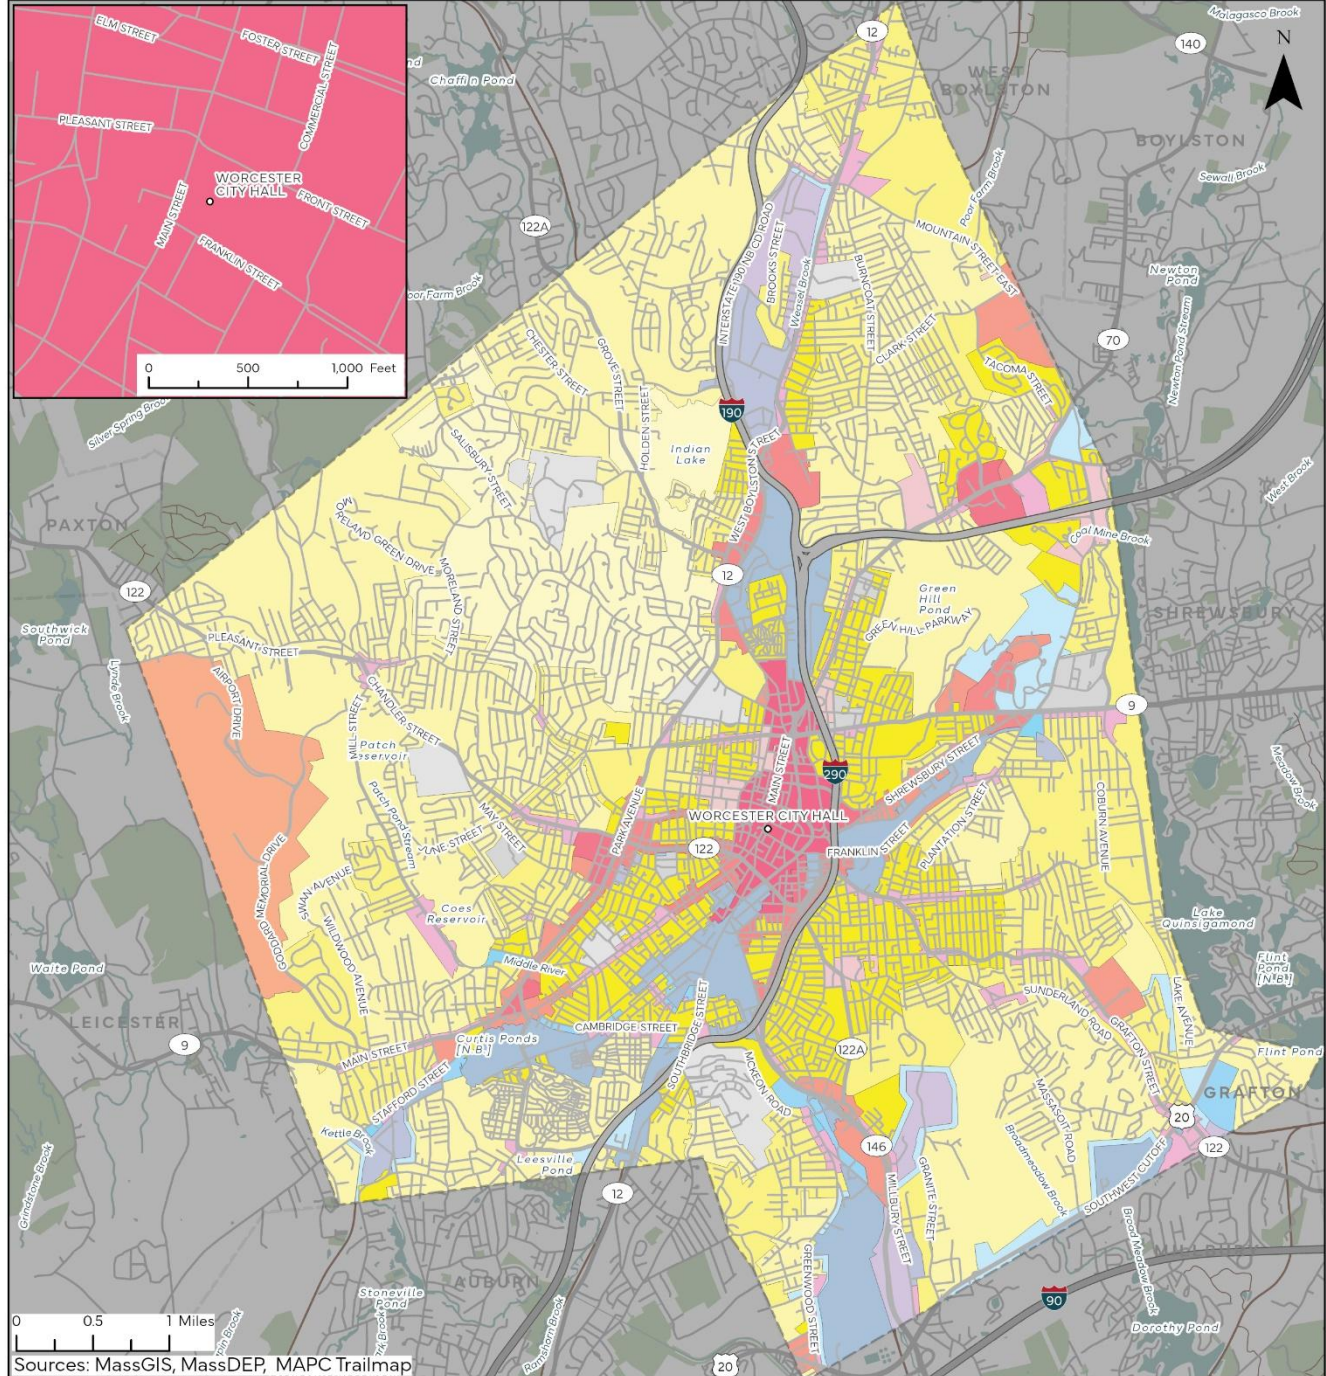 ELM STREET
FOSTER STREET
COMMERCIAL STREET
PLEASANT STREET
WORCESTER
CITY HALL
FRONT STREET
MAIN STREET
FRANKLIN STREET
0 500 1,000 Feet
Chaffin Pond
12
140
Malagasco Brook
N
WEST
BOYLSTON
BOYLSTON
Sewall Brook
Poor Farm Brook
122A
INTERSTATE 190 NB CD ROAD
BROOKS STREET
Weasel Brook
BURNCOAT STREET
MOUNTAIN STREET EAST
Newton
Pond
Newton Pond Stream
CLARK STREET
TACOMA STREET
70
CHESTER STREET
GROVE STREET
HOLDEN STREET
190
Indian
Lake
SALISBURY STREET
WEST BOYLSTON STREET
West Brook
PAXTON
MORELAND GREEN DRIVE
MORELAND STREET
Coal Mine Brook
122
12
Green
Hill
Pond
GREEN HILL PARKWAY
SHREWSBURY
Southwick
Pond
Lynde Brook
PLEASANT STREET
AIRPORT DRIVE
MILL STREET
CHANDLER STREET
Patch
Reservoir
Patch Pond Stream
9
MAIN STREET
290
SHREWSBURY STREET
PLANTATION STREET
COBURN AVENUE
Meadow Brook
MAY STREET
JUNE STREET
PARK AVENUE
WORCESTER CITY HALL
122
FRANKLIN STREET
GODDARD MEMORIAL DRIVE
SWAN AVENUE
WILDWOOD AVENUE
Coes
Reservoir
Middle River
Lake
Quinsigamond
Flint
Pond
[N.B.]
Waite Pond
LEICESTER
9
MAIN STREET
STAFFORD STREET
Curtis Ponds
[N.B.]
CAMBRIDGE STREET
SOUTHBRIDGE STREET
MCKEON ROAD
122A
SUNDERLAND ROAD
GRAFTON STREET
LAKE AVENUE
Flint Pond
GRAFTON
20
122
Kettle Brook
Leesville
Pond
146
MASSASOIT ROAD
Broadmeadow Brook
SOUTHWEST CUTOFF
GRANITE STREET
MILLBURY STREET
Grindstone Brook
12
GREENWOOD STREET
Broad Meadow Brook
AUBURN
Stoneville
Pond
Ramshorn Brook
90
Dorothy Pond
20
0 0.5 1 Miles
Sources: MassGIS, MassDEP, MAPC Trailmap